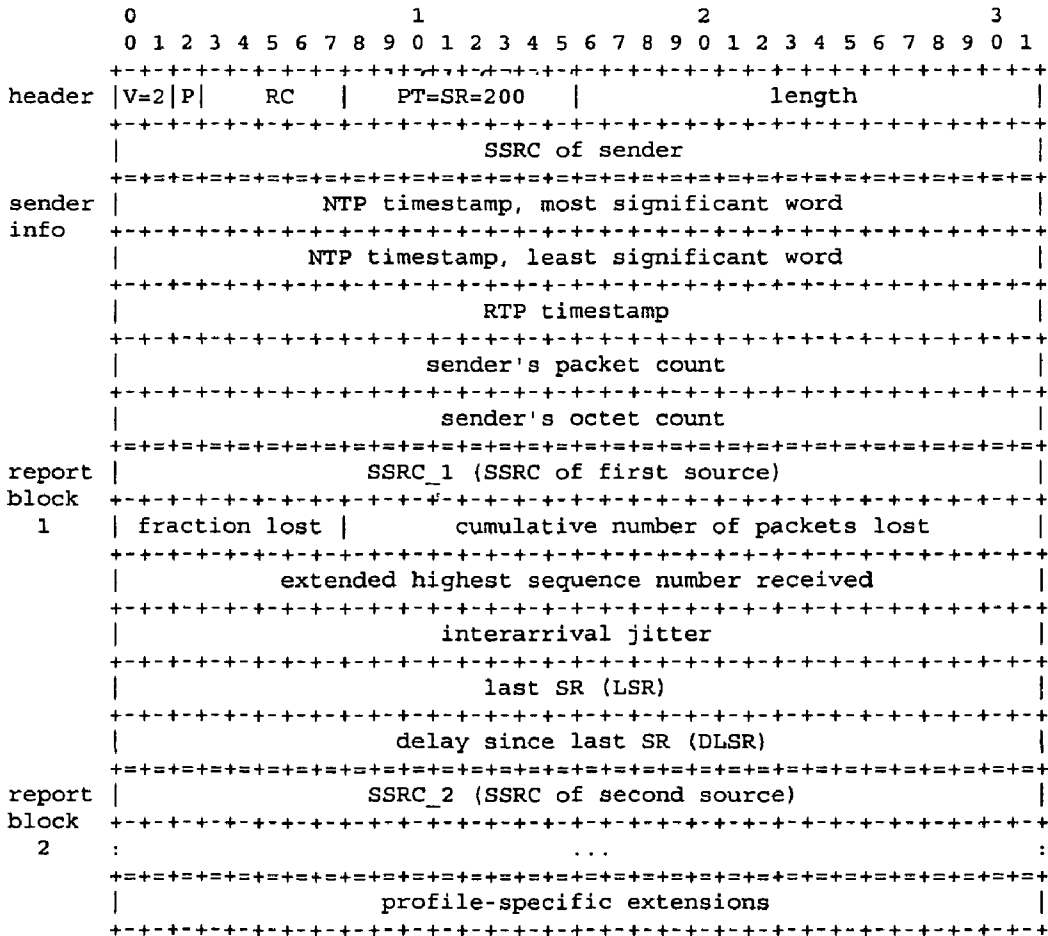 0 1 2 3
0 1 2 3 4 5 6 7 8 9 0 1 2 3 4 5 6 7 8 9 0 1 2 3 4 5 6 7 8 9 0 1
+-+-+-+-+-+-+-+-+-+-+-+-+-+-+-+-+-+-+-+-+-+-+-+-+-+-+-+-+-+-+-+-+
header |V=2|P| RC | PT=SR=200 | length |
+-+-+-+-+-+-+-+-+-+-+-+-+-+-+-+-+-+-+-+-+-+-+-+-+-+-+-+-+-+-+-+-+
| SSRC of sender |
+=+=+=+=+=+=+=+=+=+=+=+=+=+=+=+=+=+=+=+=+=+=+=+=+=+=+=+=+=+=+=+=+
sender | NTP timestamp, most significant word |
info +-+-+-+-+-+-+-+-+-+-+-+-+-+-+-+-+-+-+-+-+-+-+-+-+-+-+-+-+-+-+-+-+
| NTP timestamp, least significant word |
+-+-+-+-+-+-+-+-+-+-+-+-+-+-+-+-+-+-+-+-+-+-+-+-+-+-+-+-+-+-+-+-+
| RTP timestamp |
+-+-+-+-+-+-+-+-+-+-+-+-+-+-+-+-+-+-+-+-+-+-+-+-+-+-+-+-+-+-+-+-+
| sender's packet count |
+-+-+-+-+-+-+-+-+-+-+-+-+-+-+-+-+-+-+-+-+-+-+-+-+-+-+-+-+-+-+-+-+
| sender's octet count |
+=+=+=+=+=+=+=+=+=+=+=+=+=+=+=+=+=+=+=+=+=+=+=+=+=+=+=+=+=+=+=+=+
report | SSRC_1 (SSRC of first source) |
block +-+-+-+-+-+-+-+-+-+-+-+-+-+-+-+-+-+-+-+-+-+-+-+-+-+-+-+-+-+-+-+-+
1 | fraction lost | cumulative number of packets lost |
+-+-+-+-+-+-+-+-+-+-+-+-+-+-+-+-+-+-+-+-+-+-+-+-+-+-+-+-+-+-+-+-+
| extended highest sequence number received |
+-+-+-+-+-+-+-+-+-+-+-+-+-+-+-+-+-+-+-+-+-+-+-+-+-+-+-+-+-+-+-+-+
| interarrival jitter |
+-+-+-+-+-+-+-+-+-+-+-+-+-+-+-+-+-+-+-+-+-+-+-+-+-+-+-+-+-+-+-+-+
| last SR (LSR) |
+-+-+-+-+-+-+-+-+-+-+-+-+-+-+-+-+-+-+-+-+-+-+-+-+-+-+-+-+-+-+-+-+
| delay since last SR (DLSR) |
+=+=+=+=+=+=+=+=+=+=+=+=+=+=+=+=+=+=+=+=+=+=+=+=+=+=+=+=+=+=+=+=+
report | SSRC_2 (SSRC of second source) |
block +-+-+-+-+-+-+-+-+-+-+-+-+-+-+-+-+-+-+-+-+-+-+-+-+-+-+-+-+-+-+-+-+
2 : ... :
+=+=+=+=+=+=+=+=+=+=+=+=+=+=+=+=+=+=+=+=+=+=+=+=+=+=+=+=+=+=+=+=+
| profile-specific extensions |
+-+-+-+-+-+-+-+-+-+-+-+-+-+-+-+-+-+-+-+-+-+-+-+-+-+-+-+-+-+-+-+-+